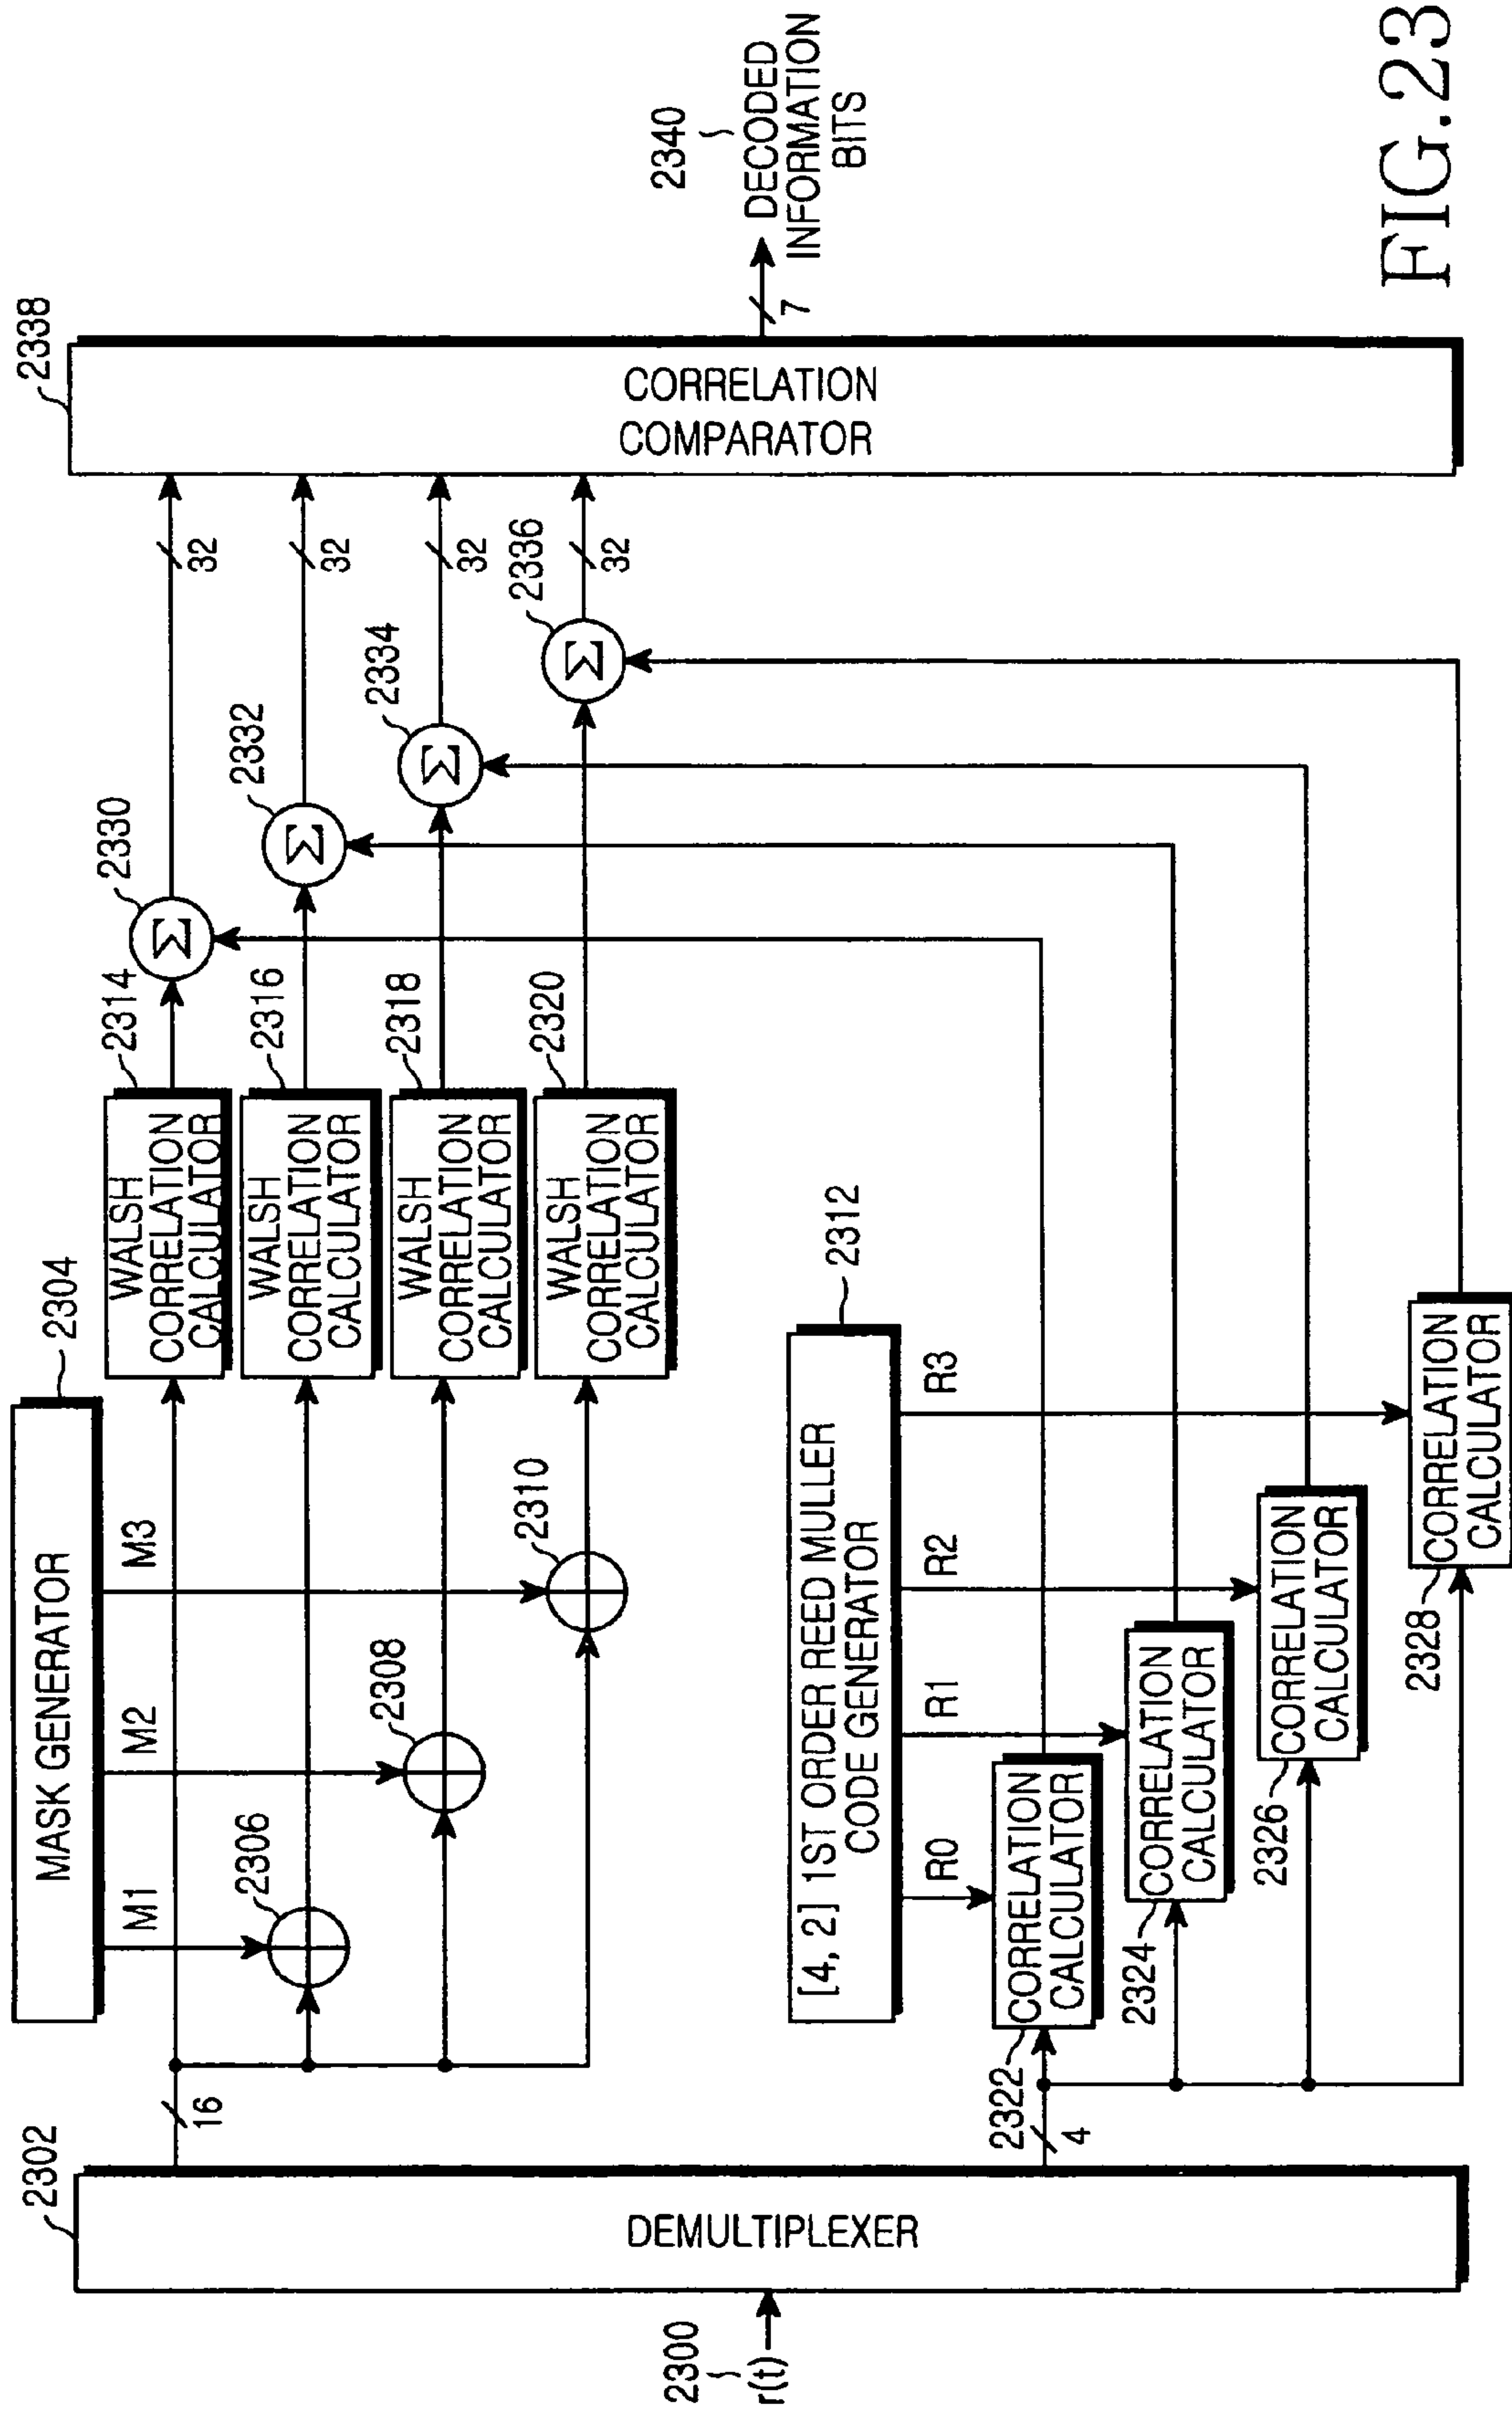 2300
r(t)
2302
DEMULTIPLEXER
16
4
MASK GENERATOR
2304
M1
M2
M3
2306
2308
2310
WALSH
CORRELATION
CALCULATOR
2314
WALSH
CORRELATION
CALCULATOR
2316
WALSH
CORRELATION
CALCULATOR
2318
WALSH
CORRELATION
CALCULATOR
2320
[4, 2] 1ST ORDER REED MULLER
CODE GENERATOR
2312
R0
R1
R2
R3
2322
CORRELATION
CALCULATOR
2324
CORRELATION
CALCULATOR
2326
CORRELATION
CALCULATOR
2328
CORRELATION
CALCULATOR
Σ
2330
Σ
2332
Σ
2334
Σ
2336
32
32
32
32
2338
CORRELATION
COMPARATOR
7
2340
DECODED
INFORMATION
BITS
FIG.23